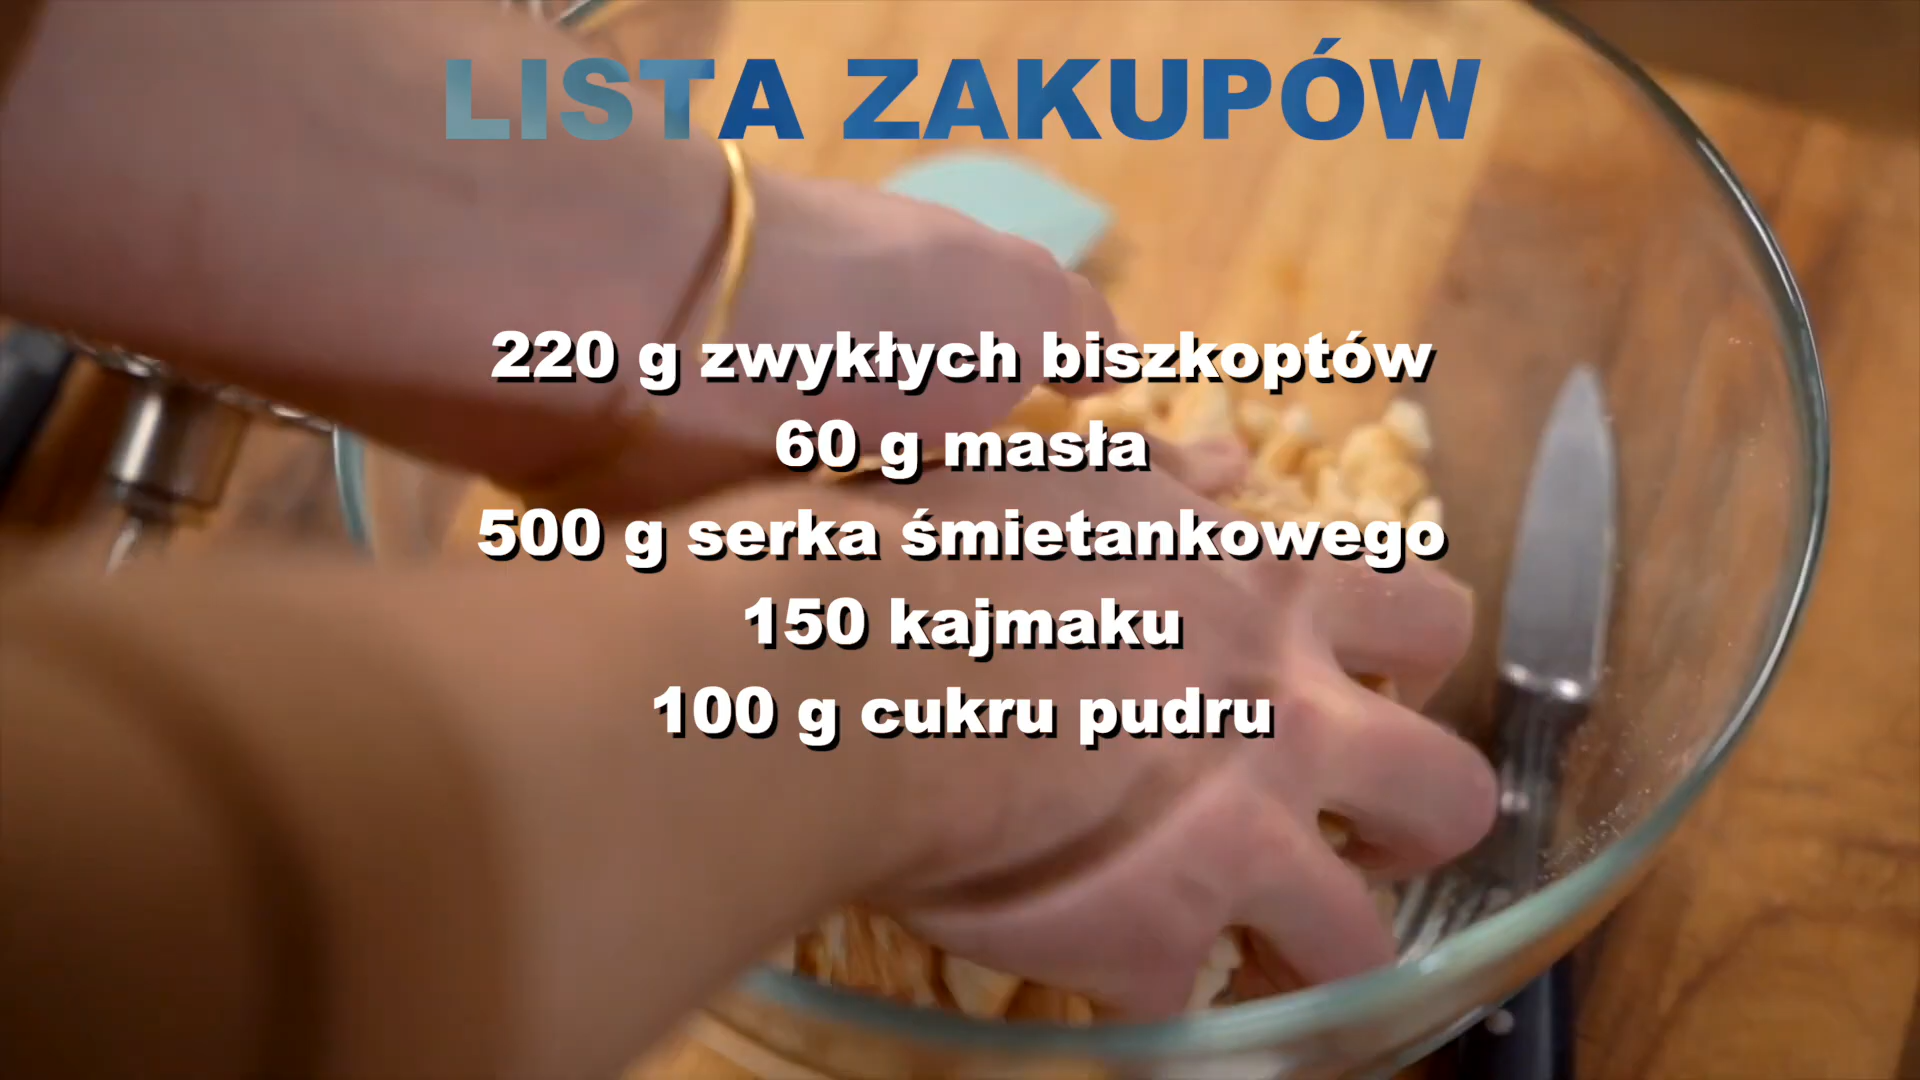 LISTA ZAKUPÓW
220 g zwykłych biszkoptów
60 g masła
500 g serka śmietankowego
150 kajmaku
100 g cukru pudru